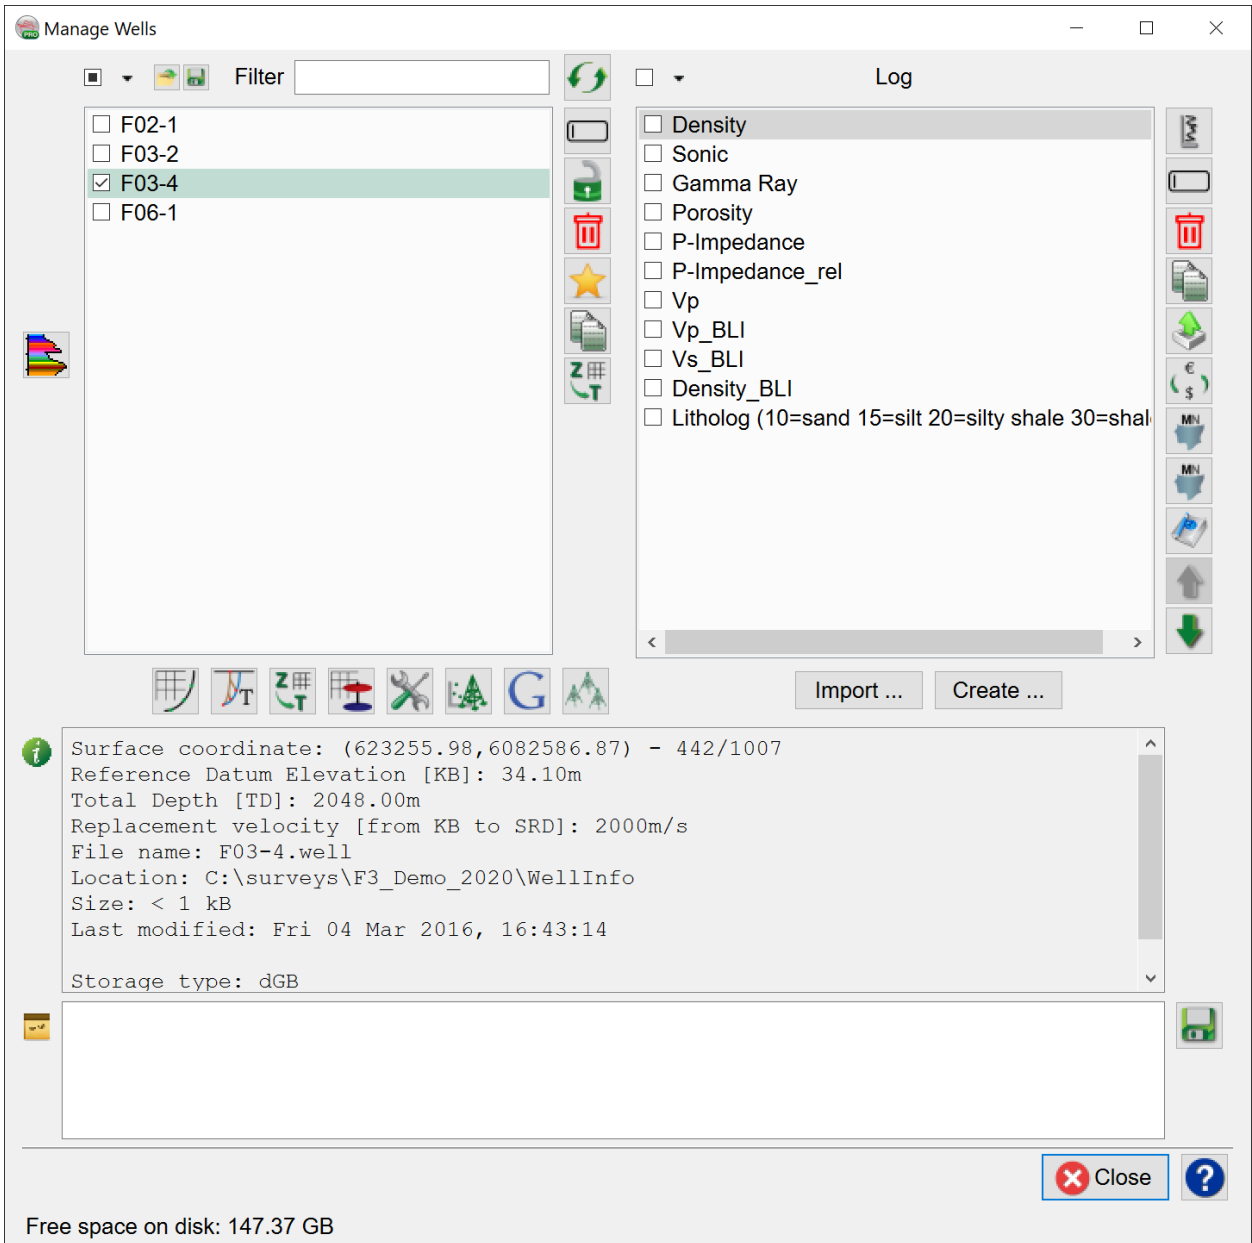 Manage Wells
Filter
Log
F02-1
F03-2
F03-4
F06-1
Density
Sonic
Gamma Ray
Porosity
P-Impedance
P-Impedance_rel
Vp
Vp_BLI
Vs_BLI
Density_BLI
Litholog (10=sand 15=silt 20=silty shale 30=shal
Import ...
Create ...
Surface coordinate: (623255.98,6082586.87) - 442/1007
Reference Datum Elevation [KB]: 34.10m
Total Depth [TD]: 2048.00m
Replacement velocity [from KB to SRD]: 2000m/s
File name: F03-4.well
Location: C:\surveys\F3_Demo_2020\WellInfo
Size: < 1 kB
Last modified: Fri 04 Mar 2016, 16:43:14
Storage type: dGB
Close
Free space on disk: 147.37 GB